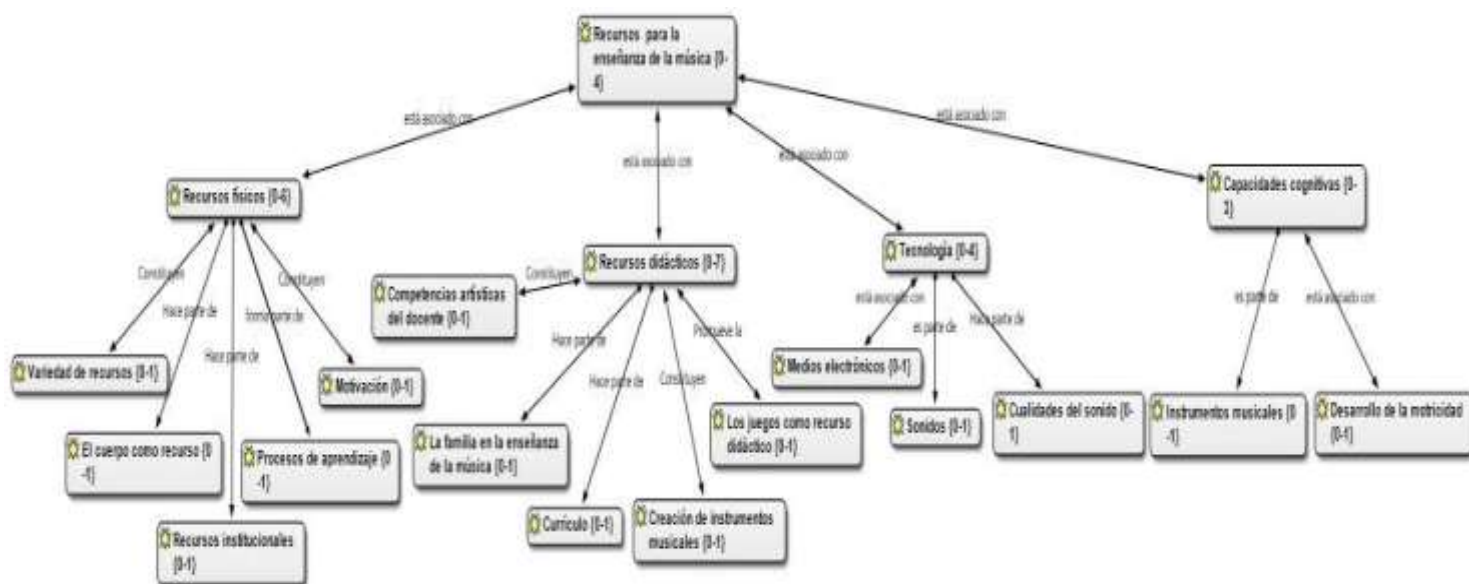 Recursos para la
enseñanza de la música {0-
4}
está asociado con
está asociado con
está asociado con
está asociado con
Recursos físicos {0-6}
Capacidades cognitivas {0-
Recursos didácticos {0-7}
Tecnología {0-4}
Constituyen
Hace parte de
Hace parte de
forma parte de
Constituyen
Constituyen
Competencias artísticas
del docente {0-1}
Hace parte de
Hace parte de
Constituyen
Promueve la
está asociado con
es parte de
Hace parte de
es parte de
está asociado con
Variedad de recursos {0-1}
Motivación {0-1}
Medios electrónicos {0-1}
El cuerpo como recurso {0
-1}
Procesos de aprendizaje {0
-1}
Recursos institucionales
{0-1}
La familia en la enseñanza
de la música {0-1}
Currículo {0-1}
Creación de instrumentos
musicales {0-1}
Los juegos como recurso
didáctico {0-1}
Sonidos {0-1}
Cualidades del sonido {0-
1}
Instrumentos musicales {0
-1}
Desarrollo de la motricidad
{0-1}